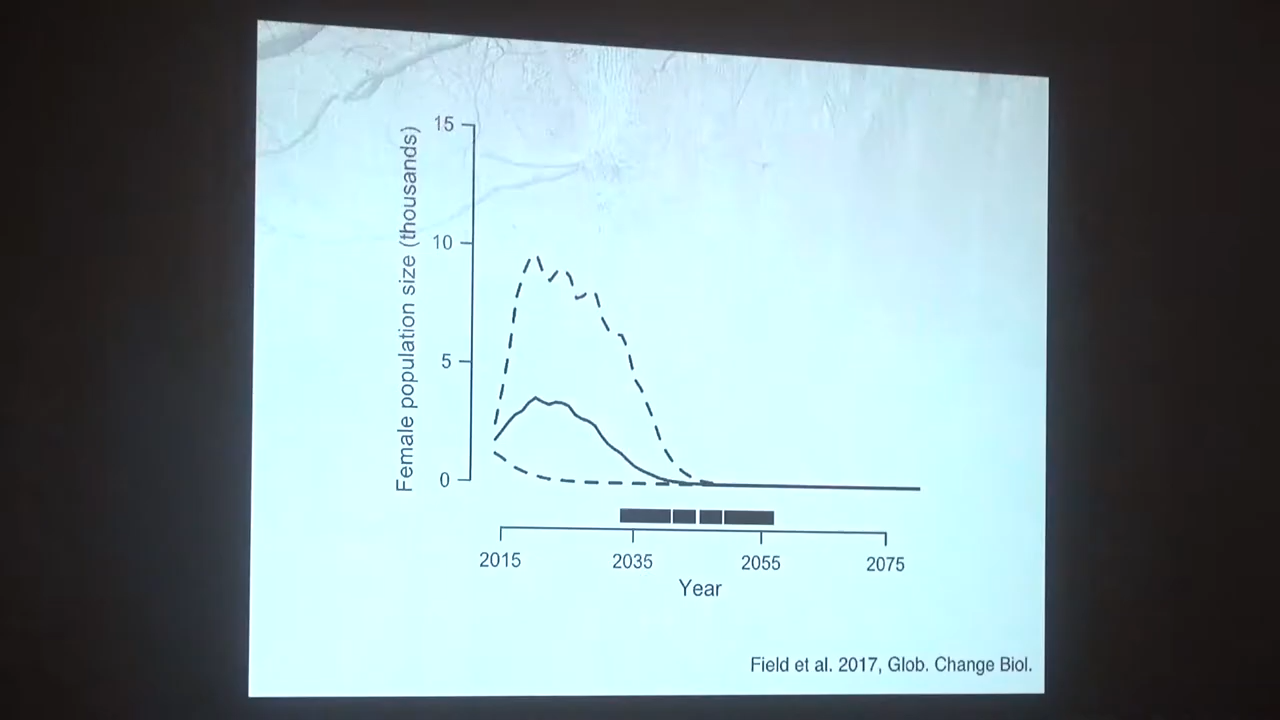 Female population size (thousands)
15
10
5
0
2015 2035 2055 2075
Year
Field et al. 2017, Glob. Change Biol.